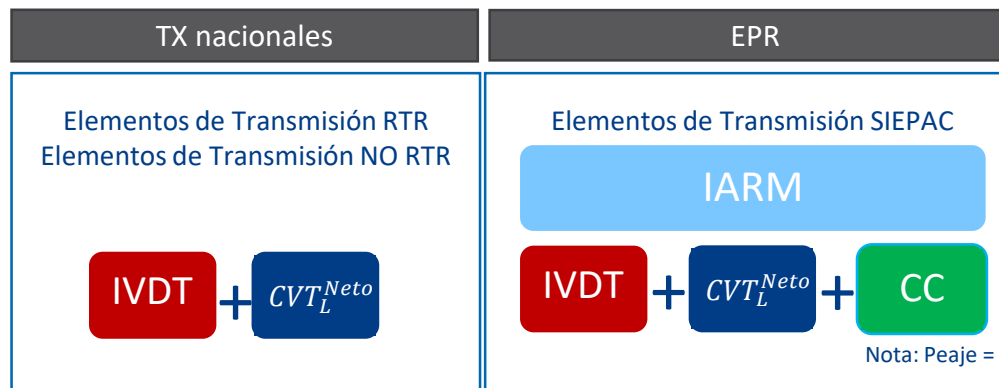 TX nacionales
EPR
Elementos de Transmisión RTR
Elementos de Transmisión NO RTR
IVDT + CVT_L^Neto
Elementos de Transmisión SIEPAC
IARM
IVDT + CVT_L^Neto + CC
Nota: Peaje =